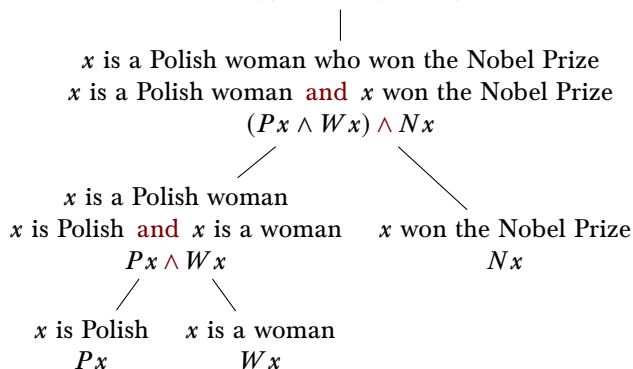 x is a Polish woman who won the Nobel Prize
x is a Polish woman and x won the Nobel Prize
(Px ∧ Wx) ∧ Nx
x is a Polish woman
x is Polish and x is a woman
Px ∧ Wx
x won the Nobel Prize
Nx
x is Polish
Px
x is a woman
Wx